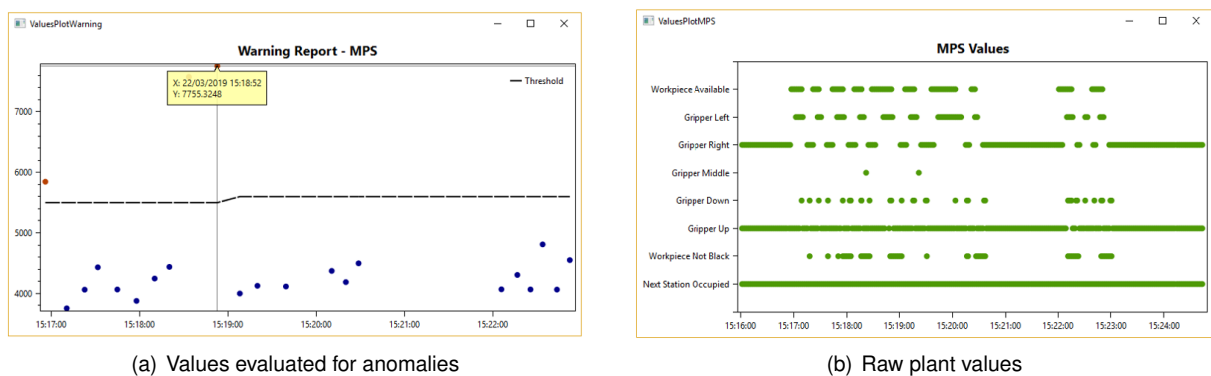 ValuesPlotWarning
Warning Report - MPS
X: 22/03/2019 15:18:52
Y: 7755.3248
Threshold
7000
6000
5000
4000
15:17:00 15:18:00 15:19:00 15:20:00 15:21:00 15:22:00
(a) Values evaluated for anomalies
ValuesPlotMPS
MPS Values
Workpiece Available
Gripper Left
Gripper Right
Gripper Middle
Gripper Down
Gripper Up
Workpiece Not Black
Next Station Occupied
15:16:00 15:17:00 15:18:00 15:19:00 15:20:00 15:21:00 15:22:00 15:23:00 15:24:00
(b) Raw plant values